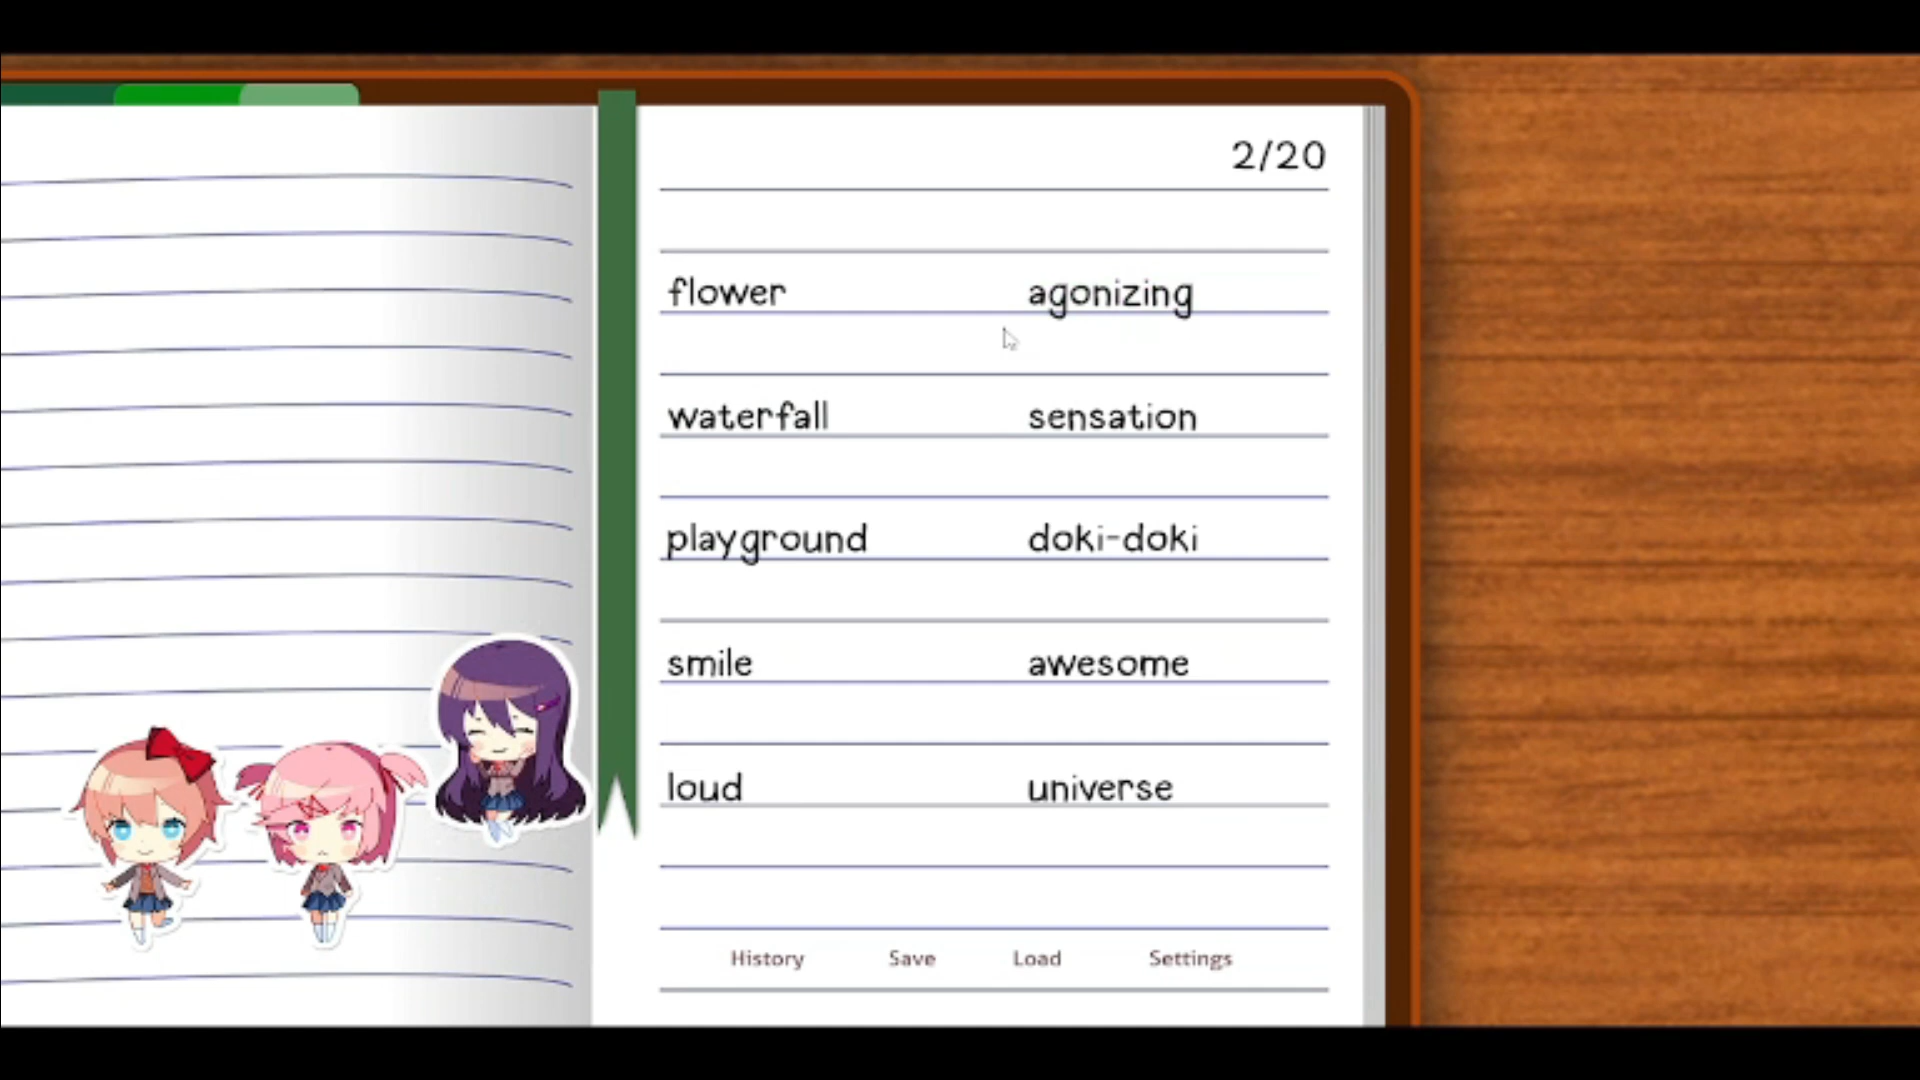 2/20
flower agonizing
waterfall sensation
playground doki-doki
smile awesome
loud universe
History Save Load Settings